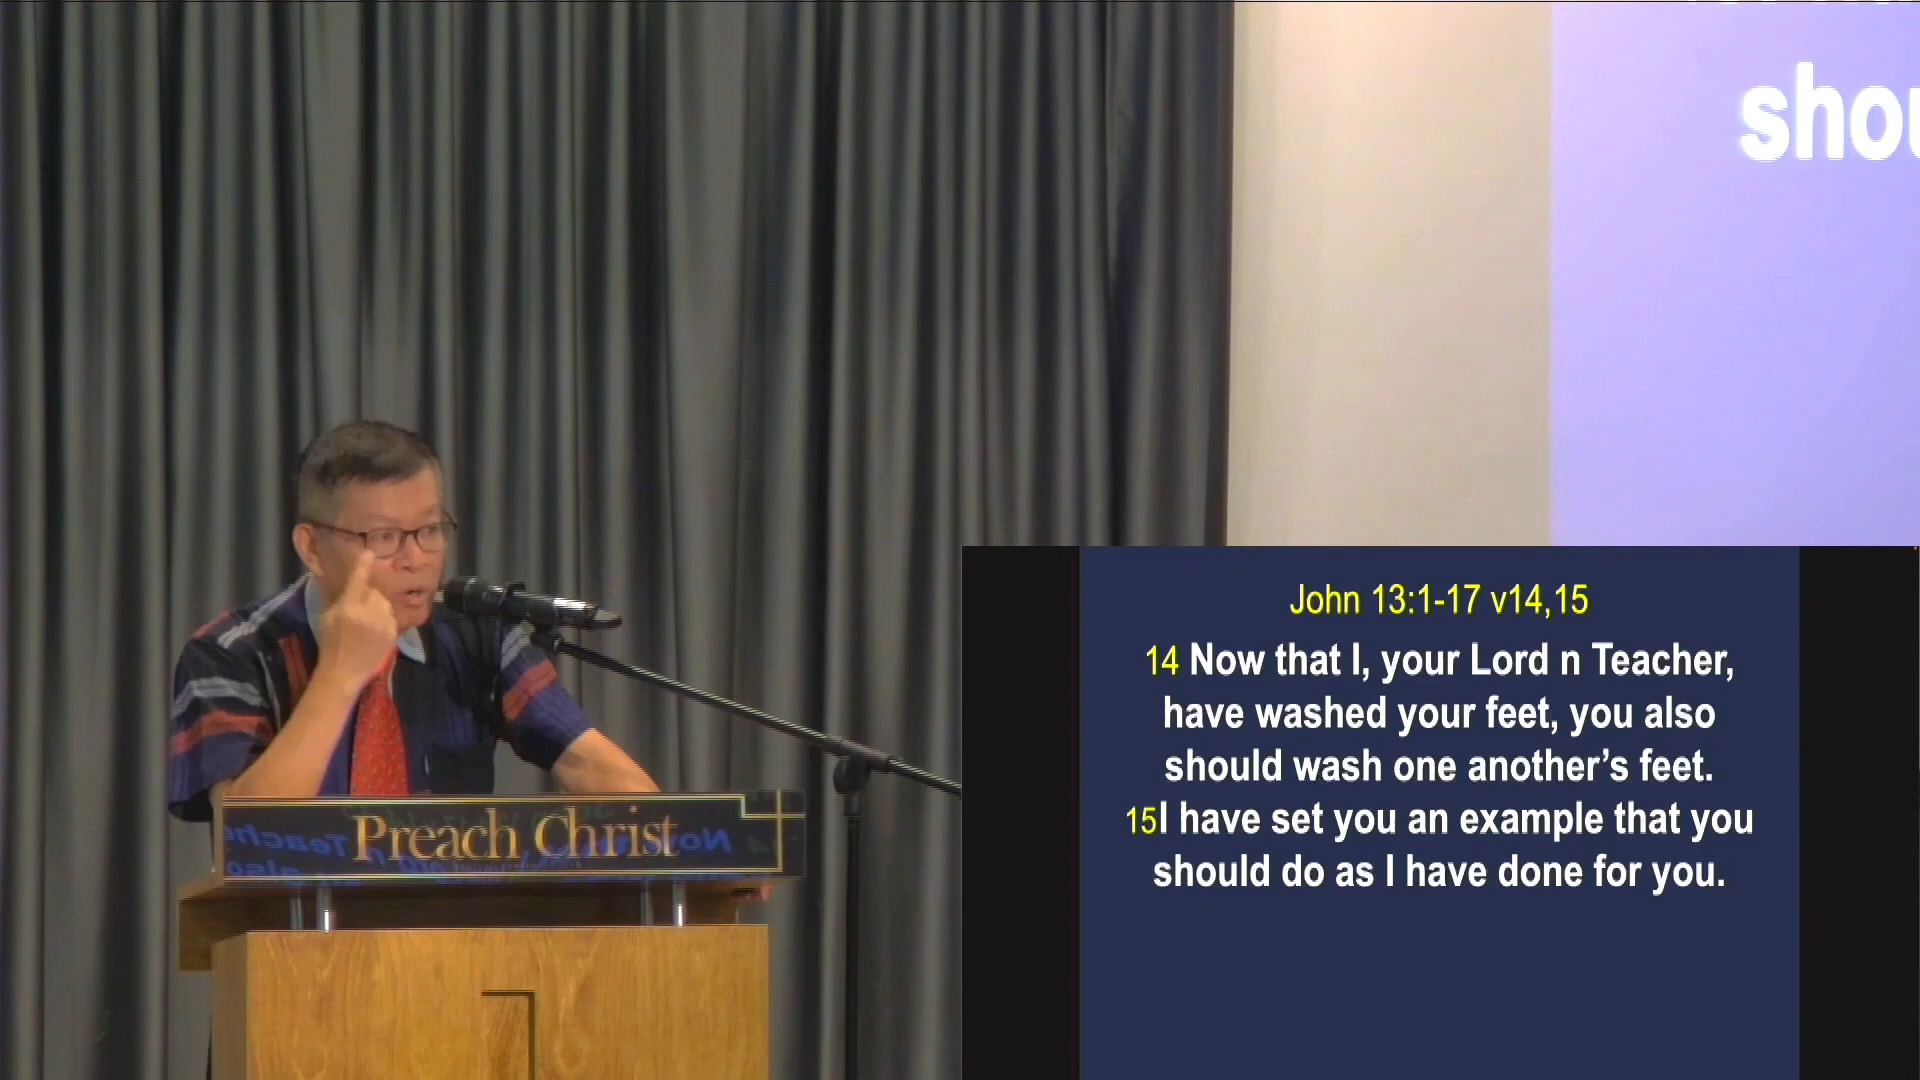 shou
John 13:1-17 v14,15
14 Now that I, your Lord n Teacher,
have washed your feet, you also
should wash one another’s feet.
15I have set you an example that you
should do as I have done for you.
Preach Christ